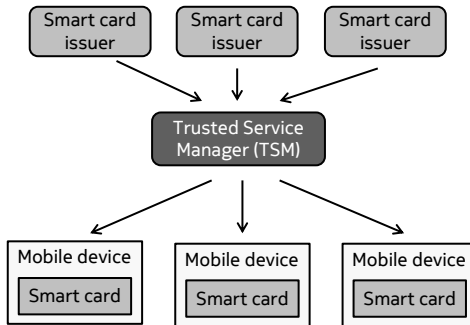 Smart card
issuer
Smart card
issuer
Smart card
issuer
Trusted Service
Manager (TSM)
Mobile device
Smart card
Mobile device
Smart card
Mobile device
Smart card